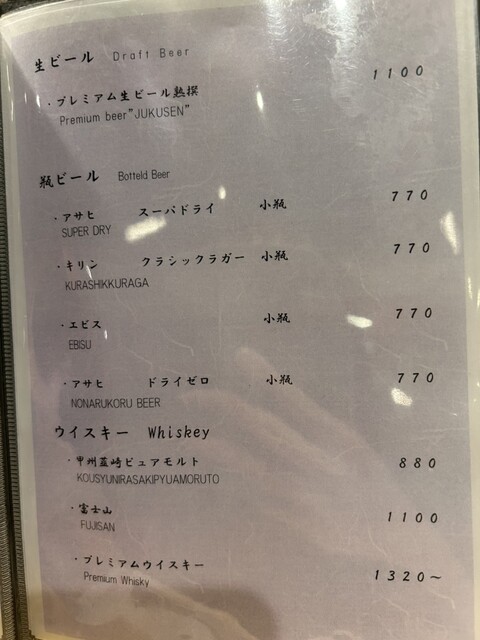 生ビール Draft Beer
1100
・プレミアム生ビール熟撰
Premium beer"JUKUSEN"
瓶ビール Botteld Beer
・アサヒ スーパドライ 小瓶 770
SUPER DRY
・キリン クラシックラガー 小瓶 770
KURASHIKKURAGA
・エビス 小瓶 770
EBISU
・アサヒ ドライゼロ 小瓶 770
NONARUKORU BEER
ウイスキー Whiskey
・甲州韮崎ピュアモルト 880
KOUSYUNIRASAKIPYUAMORUTO
・富士山 1100
FUJISAN
・プレミアムウイスキー 1320～
Premium Whisky